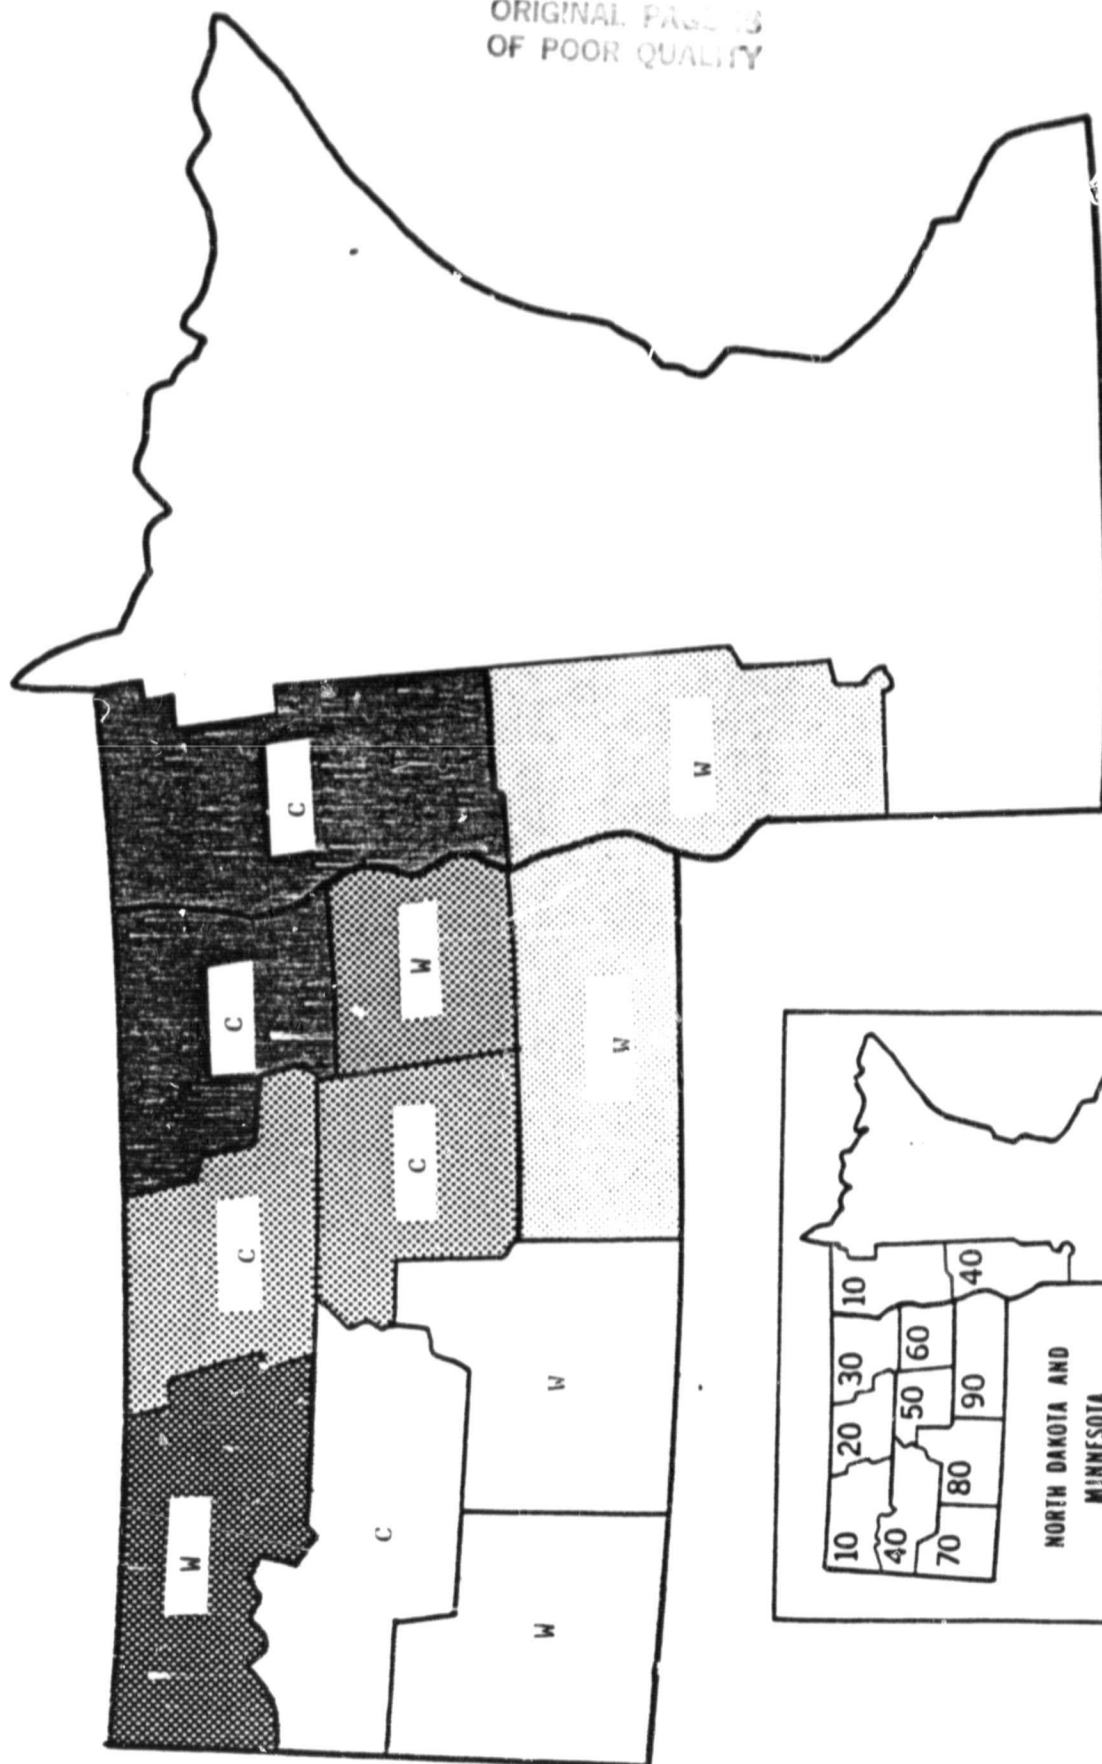 ORIGINAL PAGE IS
OF POOR QUALITY
C
C
W
W
C
W
C
W
C
W
W
10
30
60
40
20
50
90
10
40
80
70
NORTH DAKOTA AND
MINNESOTA